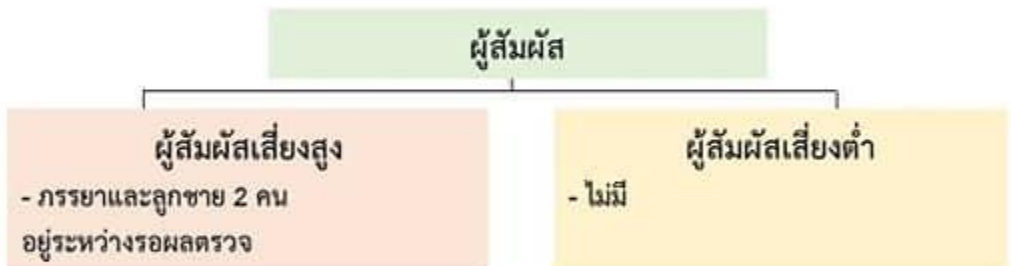 ผู้สัมผัส
ผู้สัมผัสเสี่ยงสูง
- ภรรยาและลูกชาย 2 คน
อยู่ระหว่างรอผลตรวจ
ผู้สัมผัสเสี่ยงต่ำ
- ไม่มี